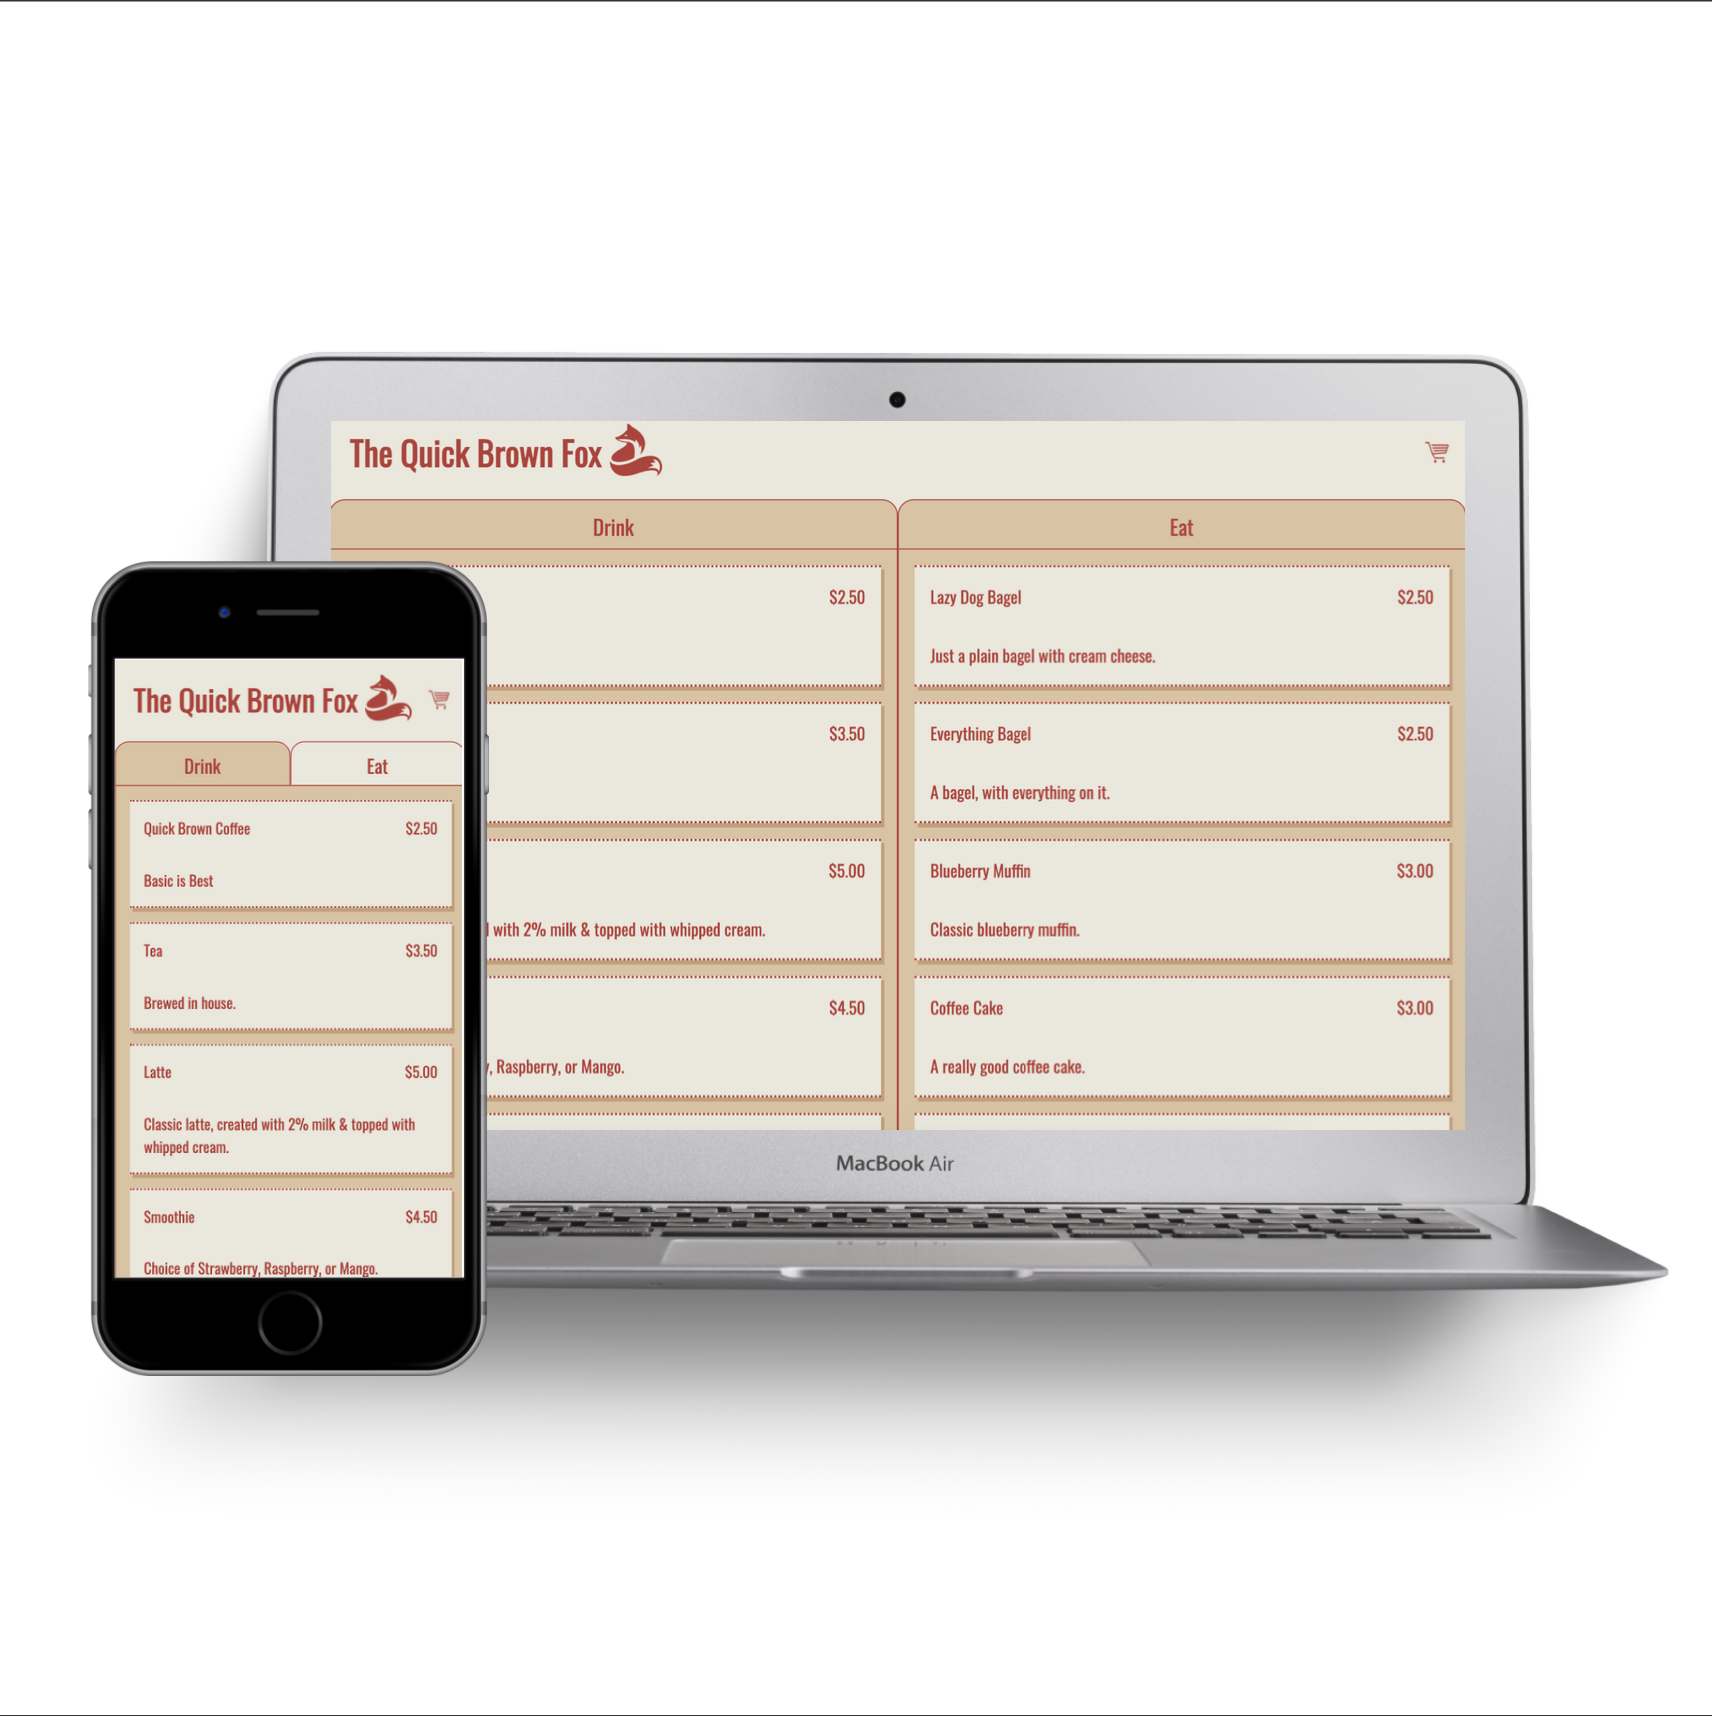 The Quick Brown Fox
Drink
Eat
$2.50
Lazy Dog Bagel
$2.50
Just a plain bagel with cream cheese.
$3.50
Everything Bagel
$2.50
A bagel, with everything on it.
$5.00
with 2% milk & topped with whipped cream.
Blueberry Muffin
$3.00
Classic blueberry muffin.
$4.50
, Raspberry, or Mango.
Coffee Cake
$3.00
A really good coffee cake.
MacBook Air
The Quick Brown Fox
Drink
Eat
Quick Brown Coffee
$2.50
Basic is Best
Tea
$3.50
Brewed in house.
Latte
$5.00
Classic latte, created with 2% milk & topped with
whipped cream.
Smoothie
$4.50
Choice of Strawberry, Raspberry, or Mango.